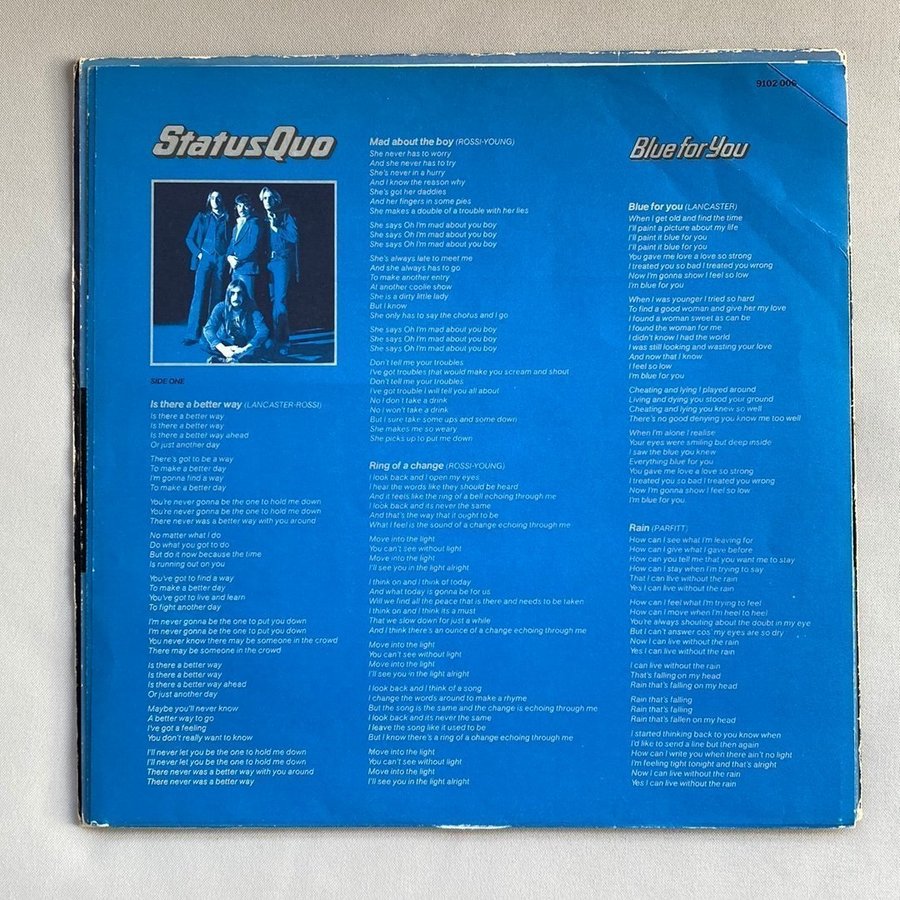 9102 006
StatusQuo
SIDE ONE
Is there a better way (LANCASTER-ROSSI)
Is there a better way
Is there a better way
Is there a better way ahead
Or just another day
There's got to be a way
To make a better day
I'm gonna find a way
To make a better day
You're never gonna be the one to hold me down
You're never gonna be the one to hold me down
There never was a better way with you around
No matter what I do
Do what you got to do
But do it now because the time
Is running out on you
You've got to find a way
To make a better day
You've got to live and learn
To fight another day
I'm never gonna be the one to put you down
I'm never gonna be the one to put you down
You never know there may be someone in the crowd
There may be someone in the crowd
Is there a better way
Is there a better way
Is there a better way ahead
Or just another day
Maybe you'll never know
A better way to go
I've got a feeling
You don't really want to know
I'll never let you be the one to hold me down
I'll never let you be the one to hold me down
There never was a better way with you around
There never was a better way
Mad about the boy (ROSSI-YOUNG)
She never has to worry
And she never has to try
She's never in a hurry
And I know the reason why
She's got her daddies
And her fingers in some pies
She makes a double of a trouble with her lies
She says Oh I'm mad about you boy
She says Oh I'm mad about you boy
She says Oh I'm mad about you boy
She's always late to meet me
And she always has to go
To make another entry
At another coolie show
She is a dirty little lady
But I know
She only has to say the chorus and I go
She says Oh I'm mad about you boy
She says Oh I'm mad about you boy
She says Oh I'm mad about you boy
Don't tell me your troubles
I've got troubles that would make you scream and shout
Don't tell me your troubles
I've got trouble I will tell you all about
No I don't take a drink
No I won't take a drink
But I sure take some ups and some down
She makes me so weary
She picks up to put me down
Ring of a change (ROSSI-YOUNG)
I look back and I open my eyes
I hear the words like they should be heard
And it feels like the ring of a bell echoing through me
I look back and its never the same
And that's the way that it ought to be
What I feel is the sound of a change echoing through me
Move into the light
You can't see without light
Move into the light
I'll see you in the light alright
I think on and I think of today
And what today is gonna be for us
Will we find all the peace that is there and needs to be taken
I think on and I think its a must
That we slow down for just a while
And I think there's an ounce of a change echoing through me
Move into the light
You can't see without light
Move into the light
I'll see you in the light alright
I look back and I think of a song
I change the words around to make a rhyme
But the song is the same and the change is echoing through me
I look back and its never the same
I leave the song like it used to be
But I know there's a ring of a change echoing through me
Move into the light
You can't see without light
Move into the light
I'll see you in the light alright
Blue for You
Blue for you (LANCASTER)
When I get old and find the time
I'll paint a picture about my life
I'll paint it blue for you
I'll paint it blue for you
You gave me love a love so strong
I treated you so bad I treated you wrong
Now I'm gonna show I feel so low
I'm blue for you
When I was younger I tried so hard
To find a good woman and give her my love
I found a woman sweet as can be
I found the woman for me
I didn't know I had the world
I was still looking and wasting your love
And now that I know
I feel so low
I'm blue for you
Cheating and lying I played around
Living and dying you stood your ground
Cheating and lying you knew so well
There's no good denying you know me too well
When I'm alone I realise
Your eyes were smiling but deep inside
I saw the blue you knew
Everything blue for you
You gave me love a love so strong
I treated you so bad I treated you wrong
Now I'm gonna show I feel so low
I'm blue for you
Rain (PARFITT)
How can I see what I'm leaving for
How can I give what I gave before
How can you tell me that you want me to stay
How can I stay when I'm trying to say
That I can live without the rain
Yes I can live without the rain
How can I feel what I'm trying to feel
How can I move when I'm heel to heel
You're always shouting about the doubt in my eye
But I can't answer cos' my eyes are so dry
Now I can live without the rain
Yes I can live without the rain
I can live without the rain
That's falling on my head
Rain that's falling on my head
Rain that's falling
Rain that's falling
Rain that's fallen on my head
I started thinking back to you know when
I'd like to send a line but then again
How can I write you when there ain't no light
I'm feeling tight tonight and that's alright
Now I can live without the rain
Yes I can live without the rain